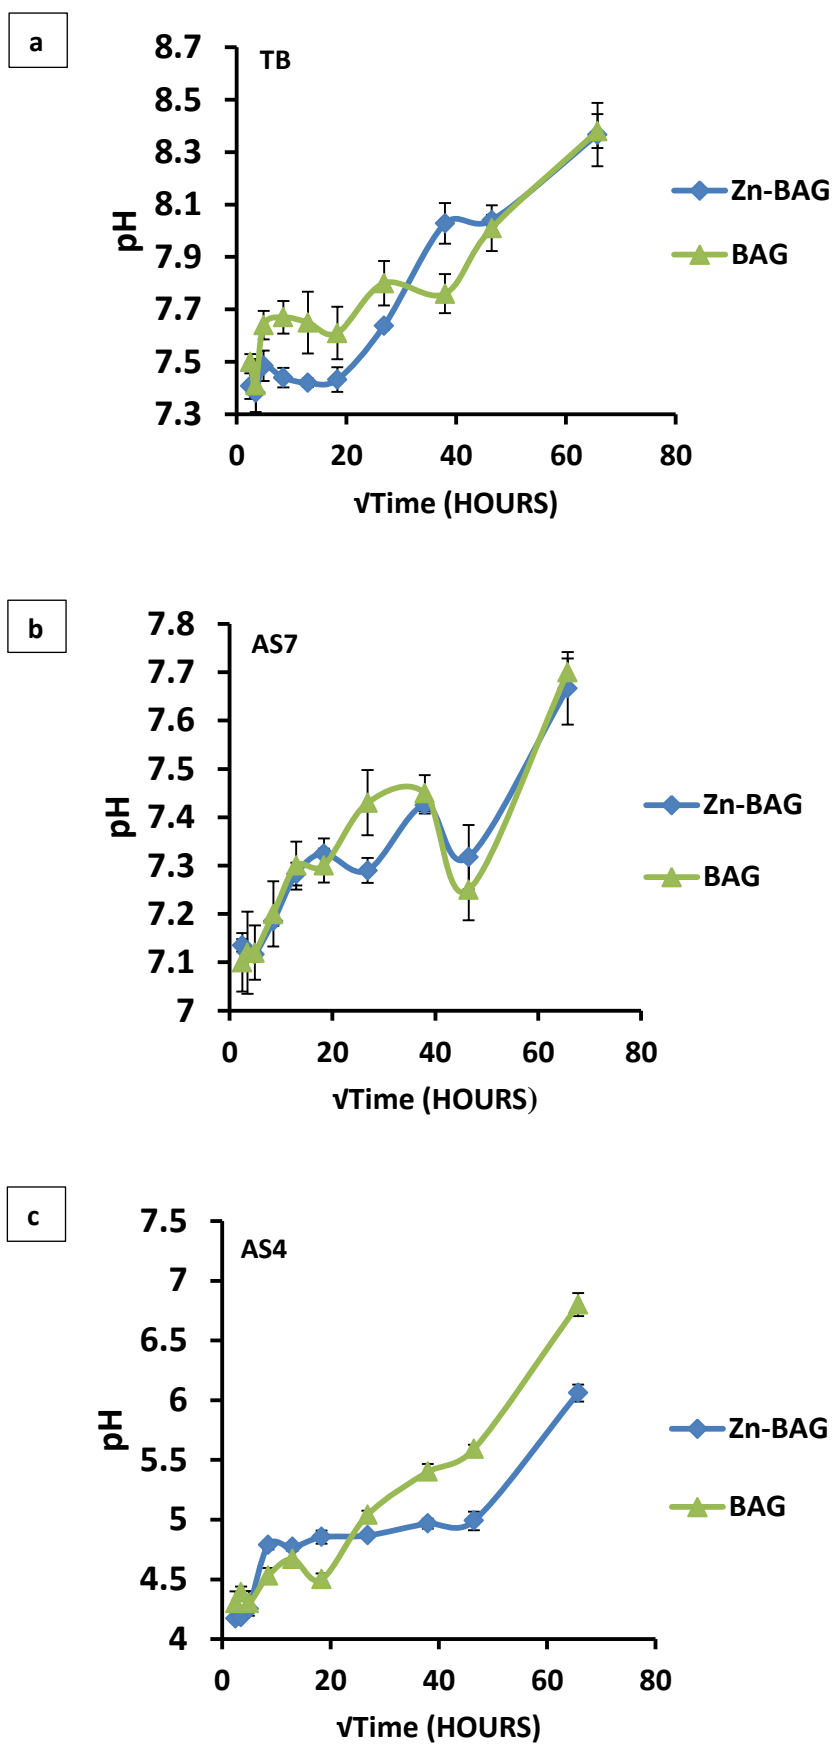 a
TB
8.7
8.5
8.3
8.1
7.9
7.7
7.5
7.3
pH
0 20 40 60 80
√Time (HOURS)
Zn-BAG
BAG
b
AS7
7.8
7.7
7.6
7.5
7.4
7.3
7.2
7.1
7
pH
0 20 40 60 80
√Time (HOURS)
Zn-BAG
BAG
c
AS4
7.5
7
6.5
6
5.5
5
4.5
4
pH
0 20 40 60 80
√Time (HOURS)
Zn-BAG
BAG